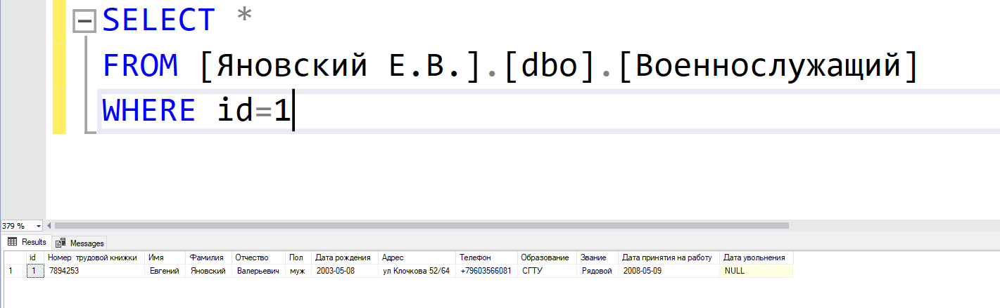 SELECT *
FROM [Яновский Е.В.].[dbo].[Военнослужащий]
WHERE id=1
379 %
Results Messages
id Номер трудовой книжки Имя Фамилия Отчество Пол Дата рождения Адрес Телефон Образование Звание Дата принятия на работу Дата увольнения
1 1 7894253 Евгений Яновский Валерьевич муж 2003-05-08 ул Клочкова 52/64 +79603566081 СГТУ Рядовой 2008-05-09 NULL